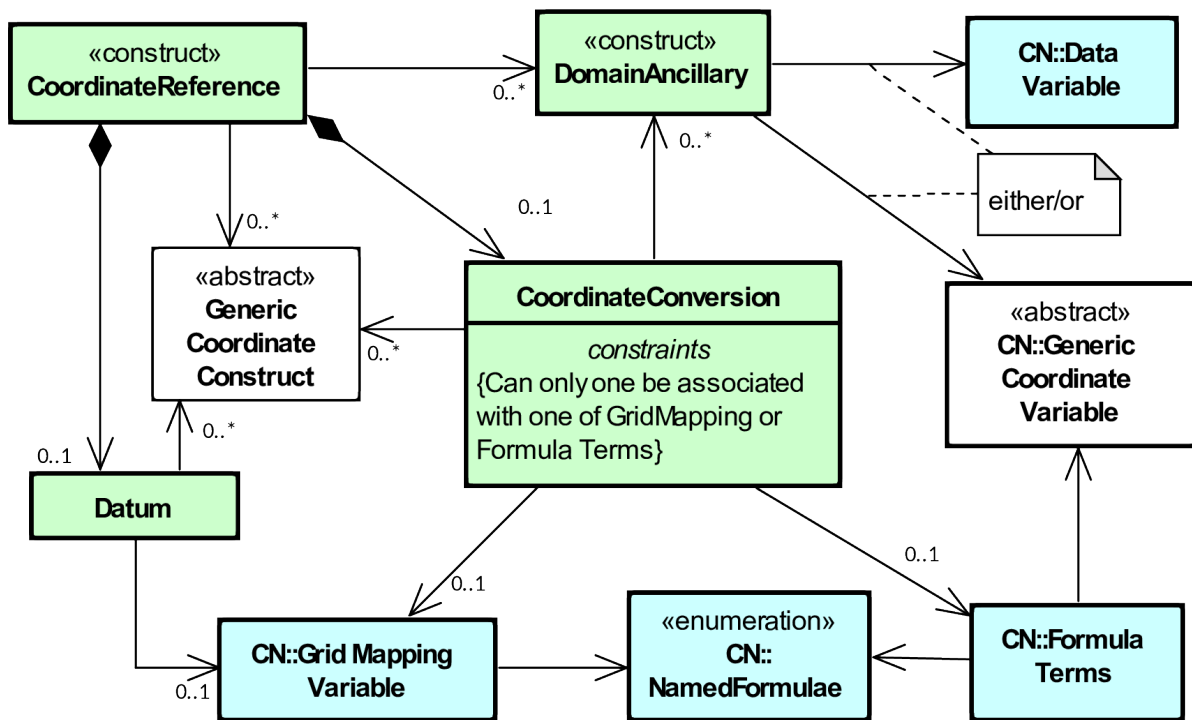 «construct»
CoordinateReference
«construct»
DomainAncillary
CN::Data
Variable
0..*
0..*
either/or
0..1
0..*
«abstract»
Generic
Coordinate
Construct
0..*
0..*
0..1
CoordinateConversion
constraints
{Can only one be associated
with one of GridMapping or
Formula Terms}
«abstract»
CN::Generic
Coordinate
Variable
Datum
0..1
0..1
0..1
CN::Grid Mapping
Variable
«enumeration»
CN::
NamedFormulae
CN::Formula
Terms